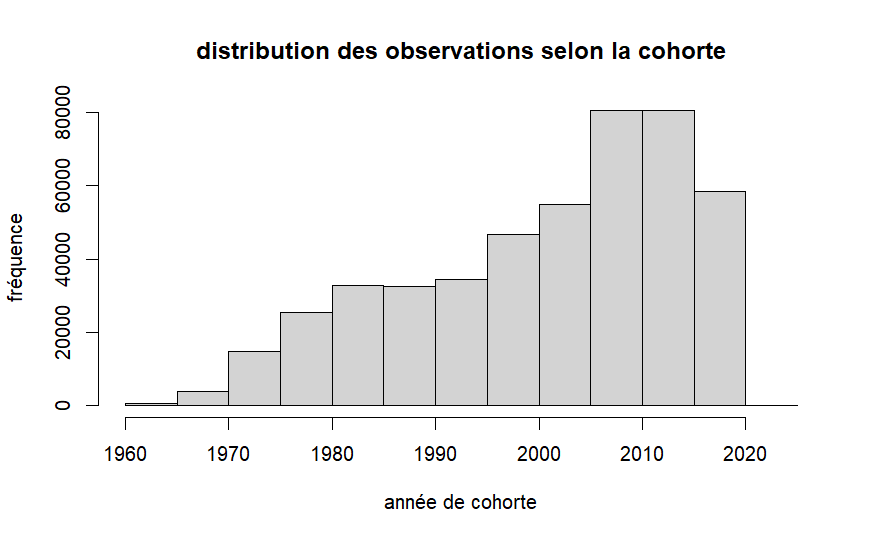 distribution des observations selon la cohorte
fréquence
80000
60000
40000
20000
0
1960 1970 1980 1990 2000 2010 2020
année de cohorte